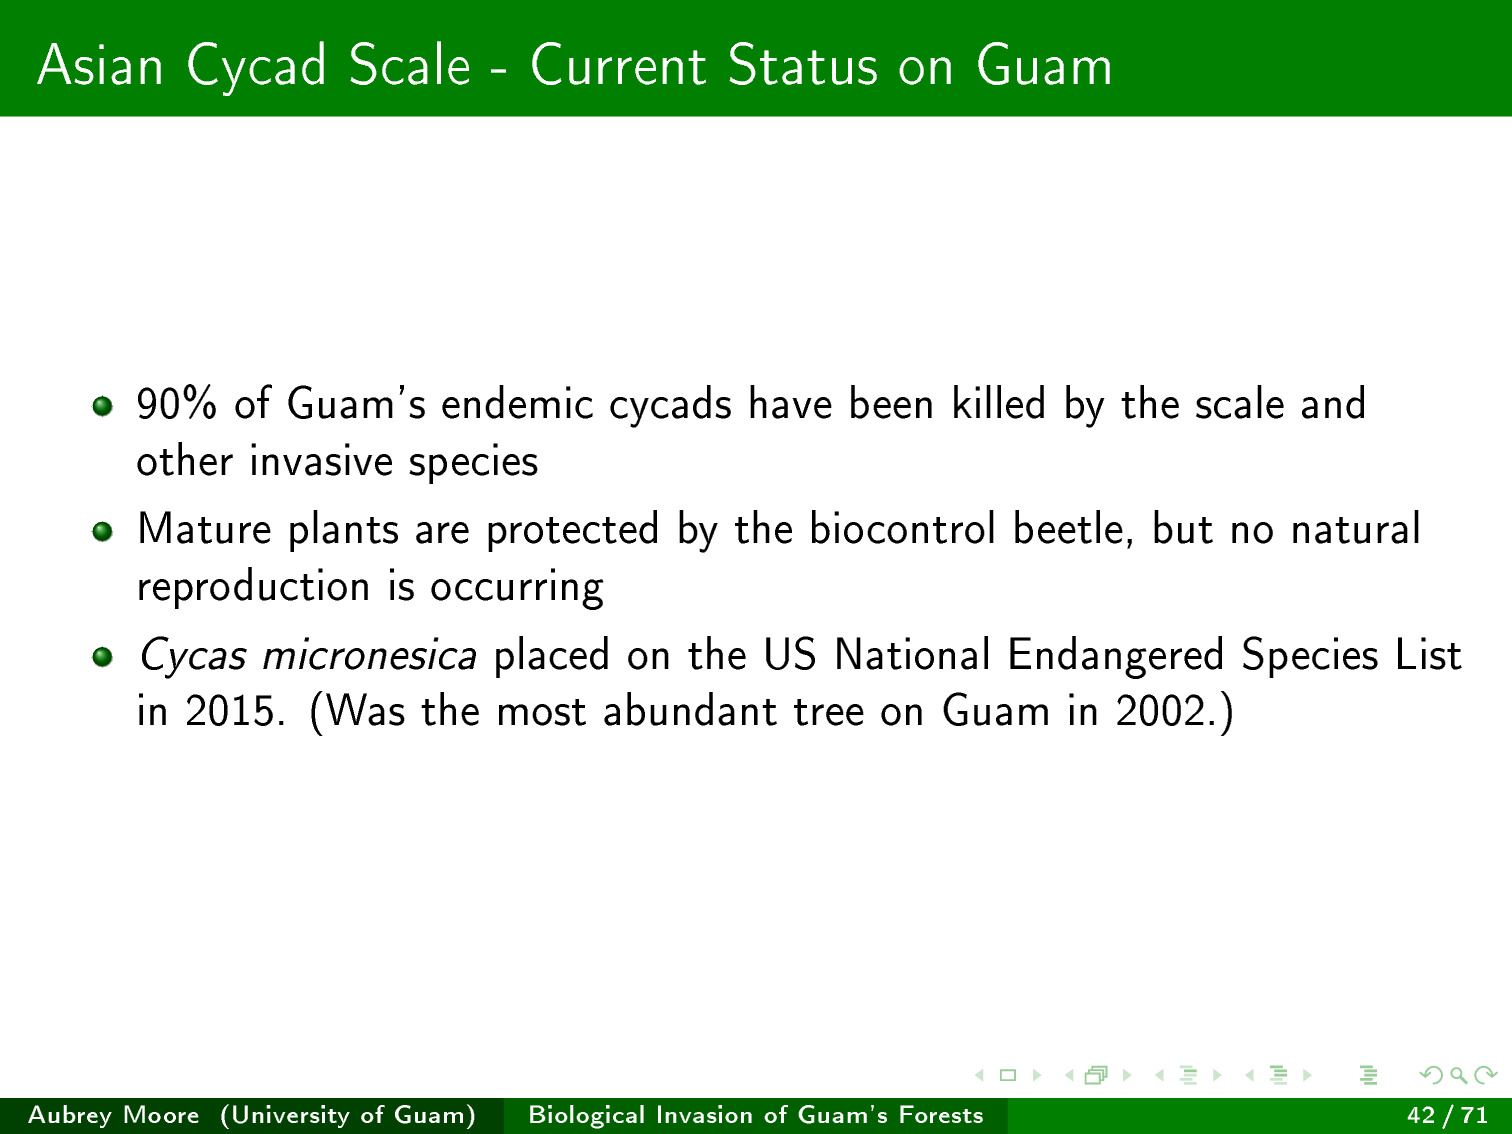 Asian Cycad Scale - Current Status on Guam
90% of Guam's endemic cycads have been killed by the scale and
other invasive species
Mature plants are protected by the biocontrol beetle, but no natural
reproduction is occurring
Cycas micronesica placed on the US National Endangered Species List
in 2015. (Was the most abundant tree on Guam in 2002.)
Aubrey Moore (University of Guam) Biological Invasion of Guam's Forests 42 / 71